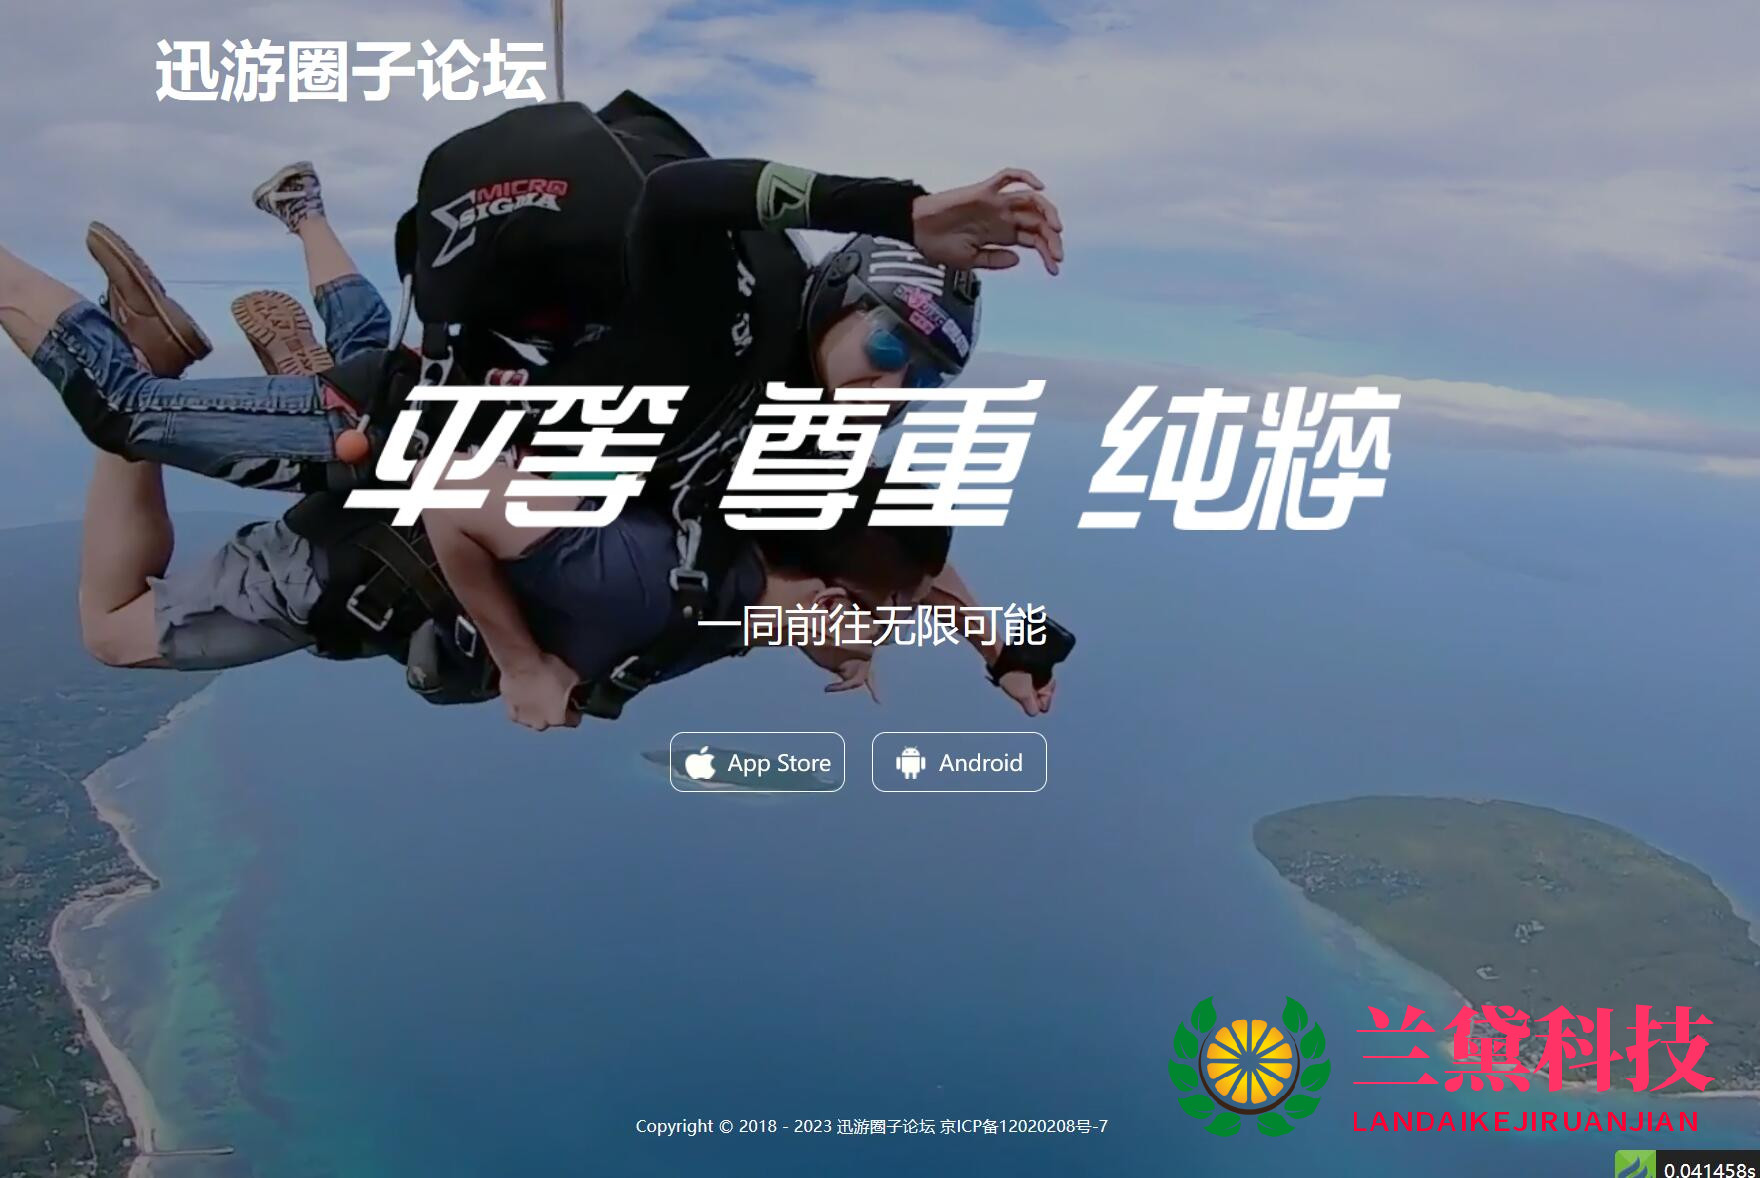 迅游圈子论坛
MICRO
SIGMA
平等 尊重 纯粹
一同前往无限可能
App Store
Android
兰黛科技
LANDAIKEJIRUANJIAN
Copyright © 2018 - 2023 迅游圈子论坛 京ICP备12020208号-7
0.041458s